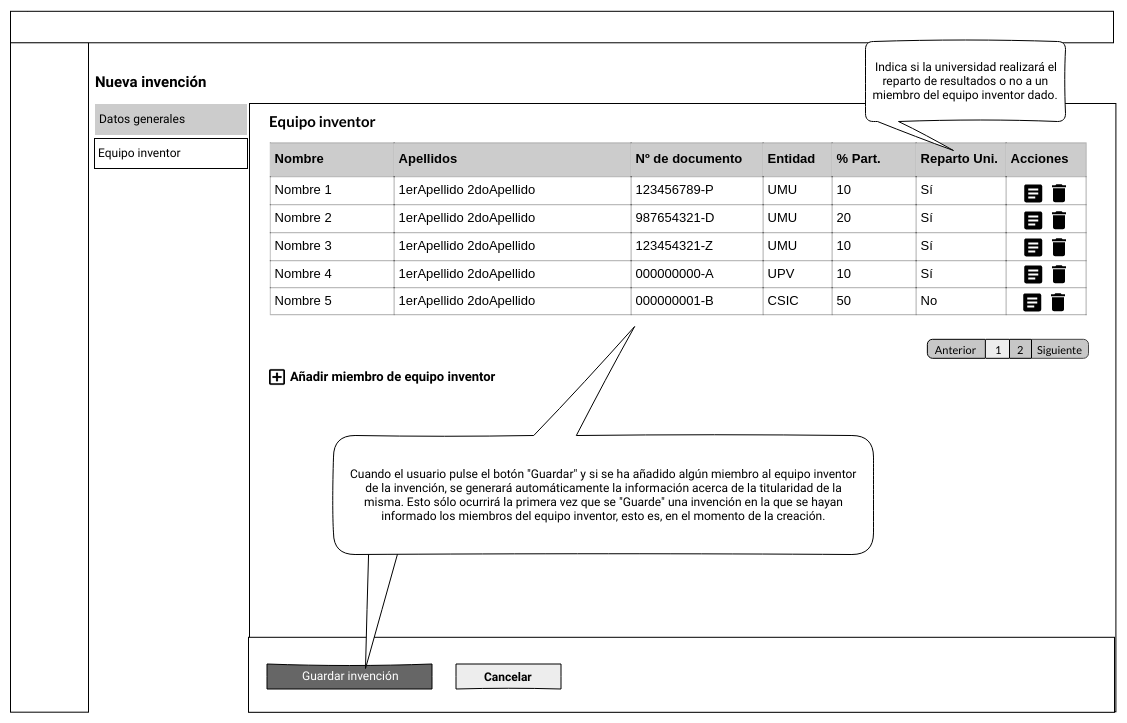 Indica si la universidad realizará el
reparto de resultados o no a un
miembro del equipo inventor dado.
Nueva invención
Datos generales
Equipo inventor
Equipo inventor
Nombre Apellidos Nº de documento Entidad % Part. Reparto Uni. Acciones
Nombre 1 1erApellido 2doApellido 123456789-P UMU 10 Sí
Nombre 2 1erApellido 2doApellido 987654321-D UMU 20 Sí
Nombre 3 1erApellido 2doApellido 123454321-Z UMU 10 Sí
Nombre 4 1erApellido 2doApellido 000000000-A UPV 10 Sí
Nombre 5 1erApellido 2doApellido 000000001-B CSIC 50 No
Anterior 1 2 Siguiente
Añadir miembro de equipo inventor
Cuando el usuario pulse el botón "Guardar" y si se ha añadido algún miembro al equipo inventor
de la invención, se generará automáticamente la información acerca de la titularidad de la
misma. Esto sólo ocurrirá la primera vez que se "Guarde" una invención en la que se hayan
informado los miembros del equipo inventor, esto es, en el momento de la creación.
Guardar invención Cancelar